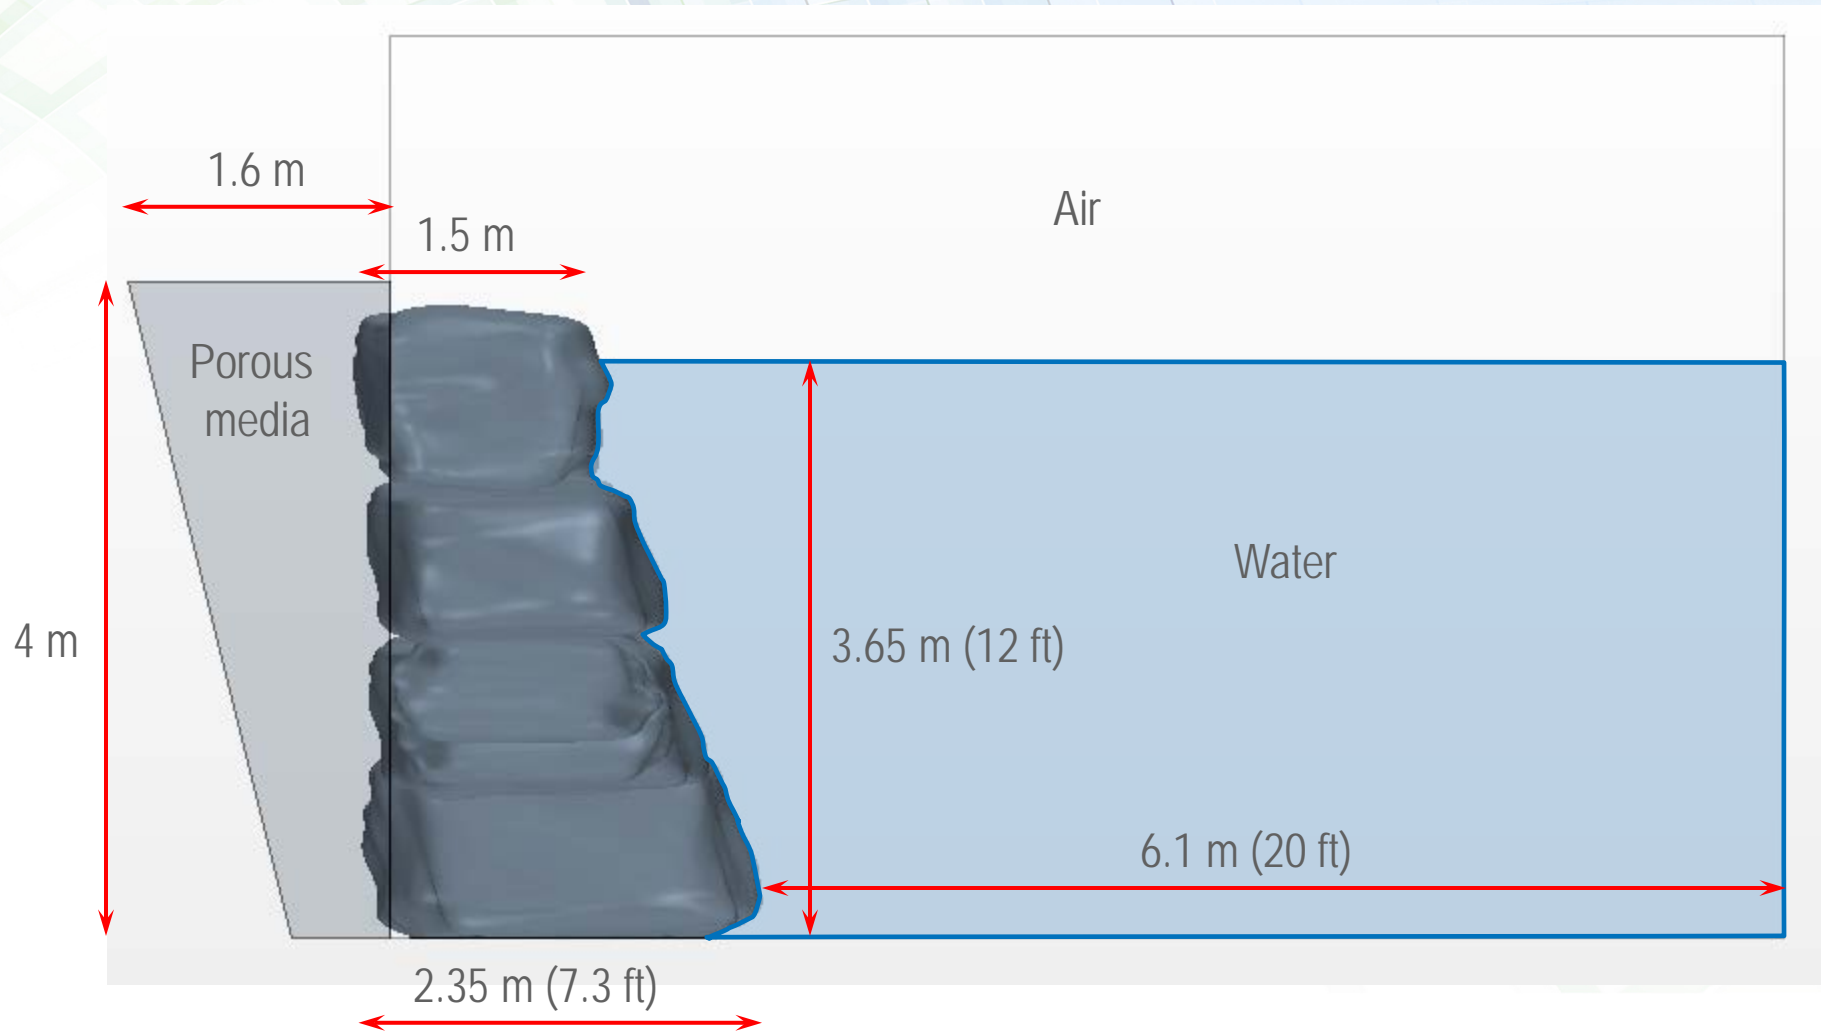 1.6 m
1.5 m
Air
Porous
media
Water
4 m
3.65 m (12 ft)
6.1 m (20 ft)
2.35 m (7.3 ft)